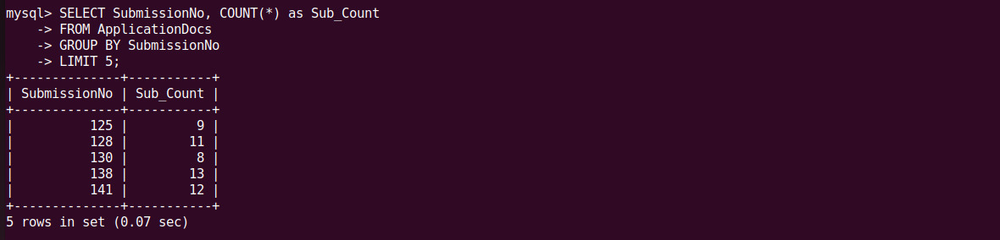 mysql> SELECT SubmissionNo, COUNT(*) as Sub_Count
    -> FROM ApplicationDocs
    -> GROUP BY SubmissionNo
    -> LIMIT 5;
+--------------+-----------+
| SubmissionNo | Sub_Count |
+--------------+-----------+
|          125 |         9 |
|          128 |        11 |
|          130 |         8 |
|          138 |        13 |
|          141 |        12 |
+--------------+-----------+
5 rows in set (0.07 sec)